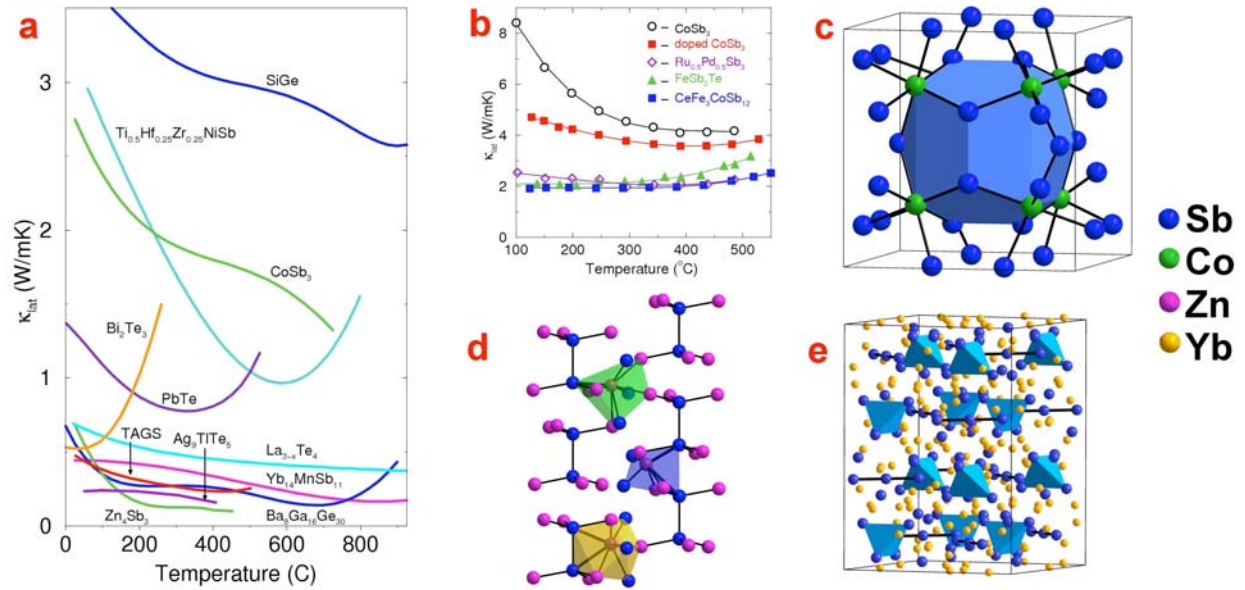 a
κlat (W/mK)
3
2
1
0
0
200
400
600
800
Temperature (C)
SiGe
Ti0.5Hf0.25Zr0.25NiSb
CoSb3
Bi2Te3
PbTe
TAGS
Ag9TlTe5
La3-xTe4
Yb14MnSb11
Zn4Sb3
Ba8Ga16Ge30
b
κlat (W/mK)
8
6
4
2
0
100
200
300
400
500
Temperature (°C)
– CoSb3
– doped CoSb3
– Ru0.5Pd0.5Sb3
– FeSb2Te
– CeFe3CoSb12
c
d
e
Sb
Co
Zn
Yb